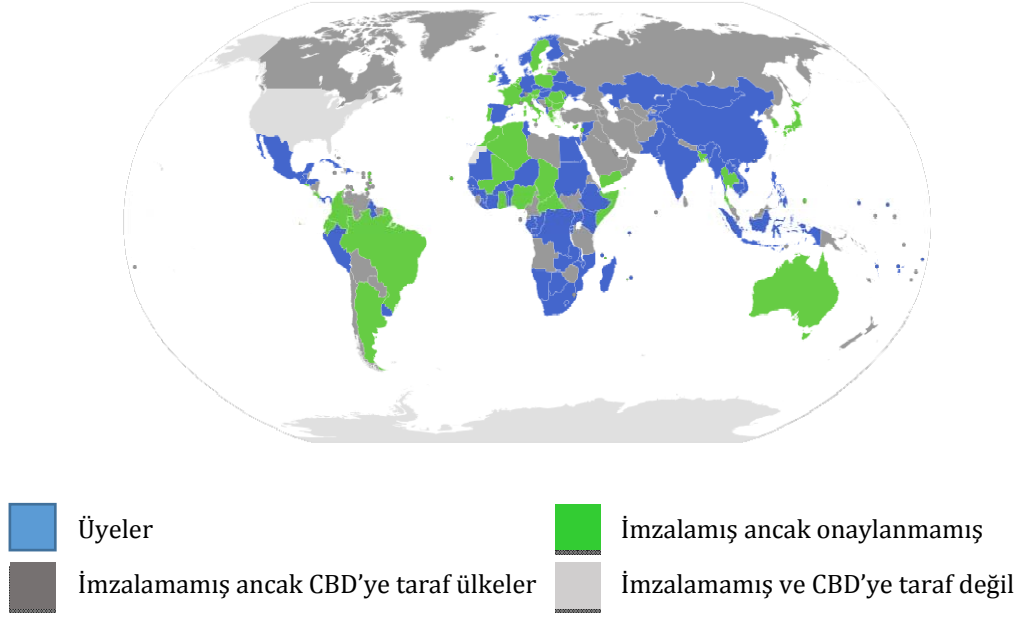 Üyeler
İmzalamış ancak onaylanmamış
İmzalamamış ancak CBD’ye taraf ülkeler
İmzalamamış ve CBD’ye taraf değil